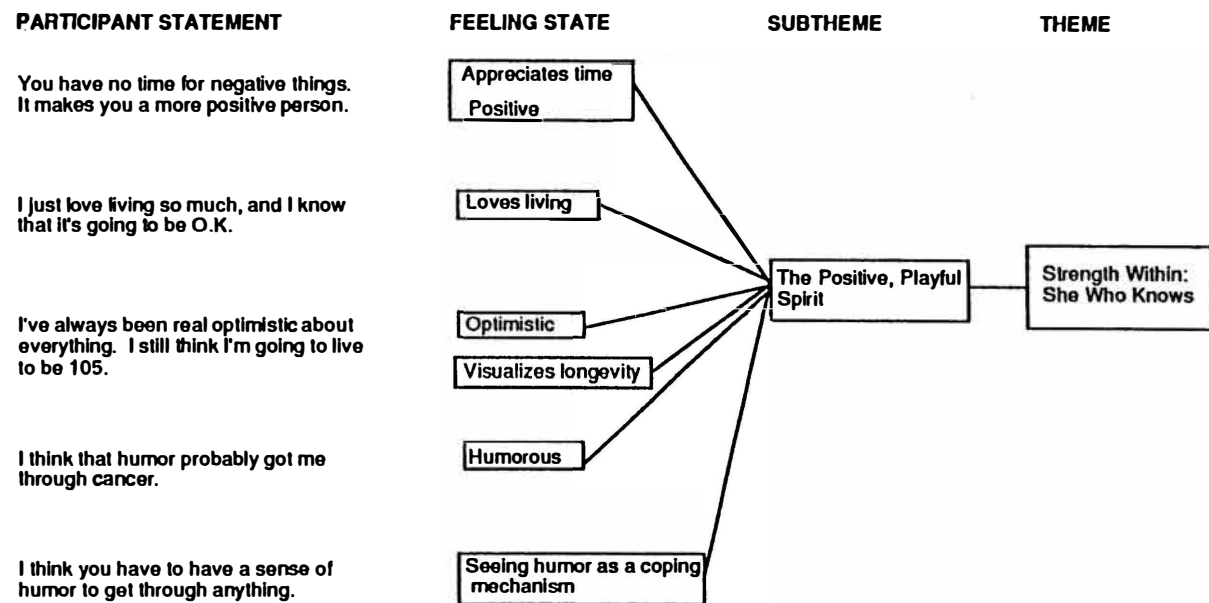 PARTICIPANT STATEMENT FEELING STATE SUBTHEME THEME
You have no time for negative things.
It makes you a more positive person.
Appreciates time
Positive
I just love living so much, and I know
that it's going to be O.K.
Loves living
The Positive, Playful
Spirit
Strength Within:
She Who Knows
I've always been real optimistic about
everything. I still think I'm going to live
to be 105.
Optimistic
Visualizes longevity
I think that humor probably got me
through cancer.
Humorous
I think you have to have a sense of
humor to get through anything.
Seeing humor as a coping
mechanism